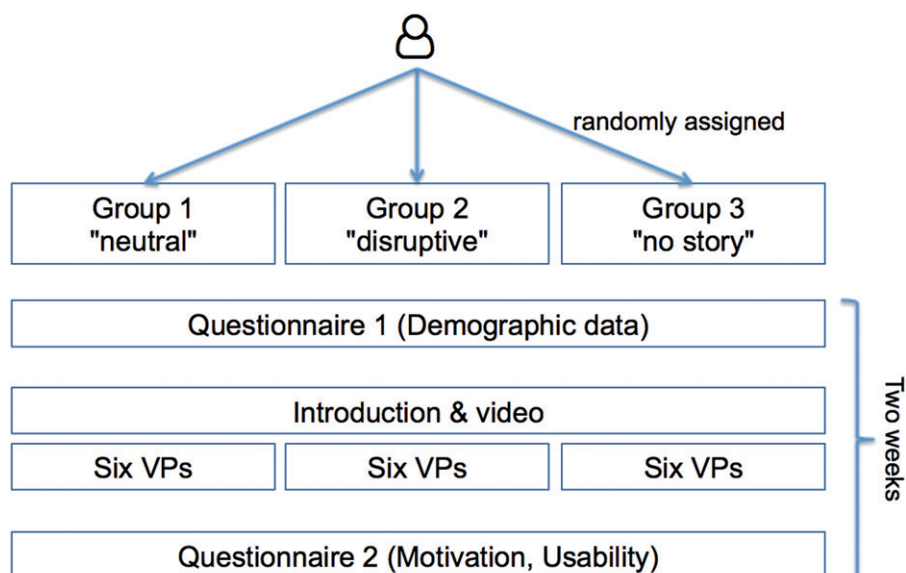 randomly assigned
Group 1
"neutral"
Group 2
"disruptive"
Group 3
"no story"
Questionnaire 1 (Demographic data)
Introduction & video
Six VPs
Six VPs
Six VPs
Questionnaire 2 (Motivation, Usability)
Two weeks